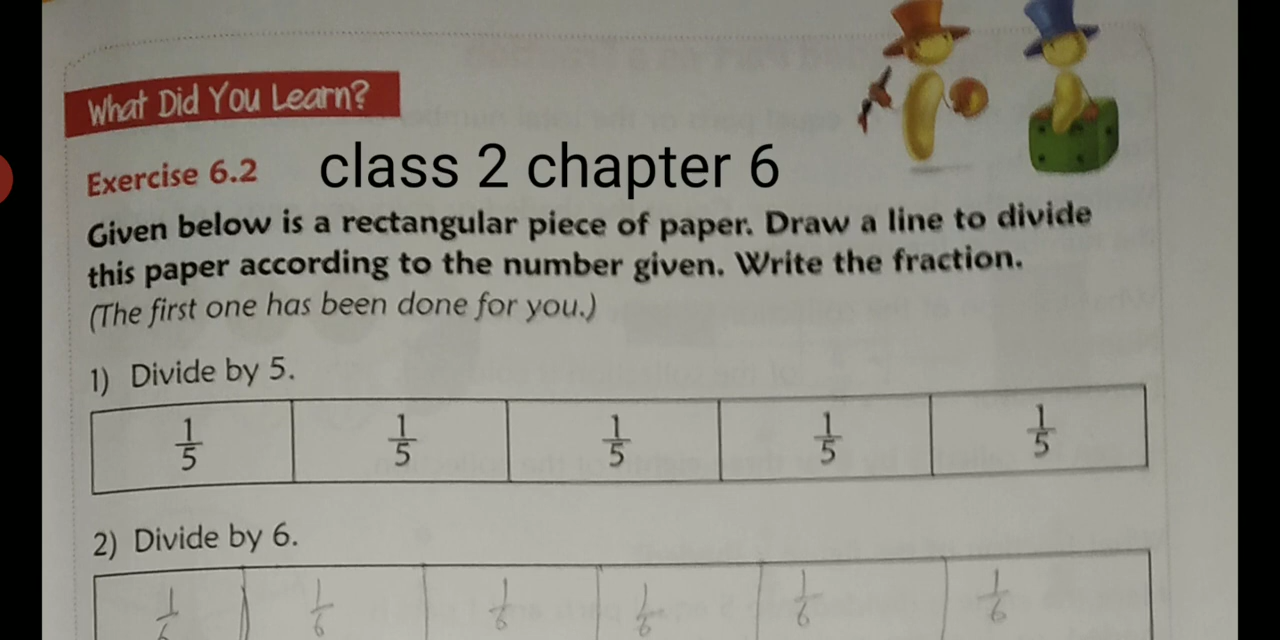 What Did You Learn?
Exercise 6.2 class 2 chapter 6
Given below is a rectangular piece of paper. Draw a line to divide
this paper according to the number given. Write the fraction.
(The first one has been done for you.)
1) Divide by 5.
1/5 1/5 1/5 1/5 1/5
2) Divide by 6.
1/6 1/6 1/6 1/6 1/6 1/6